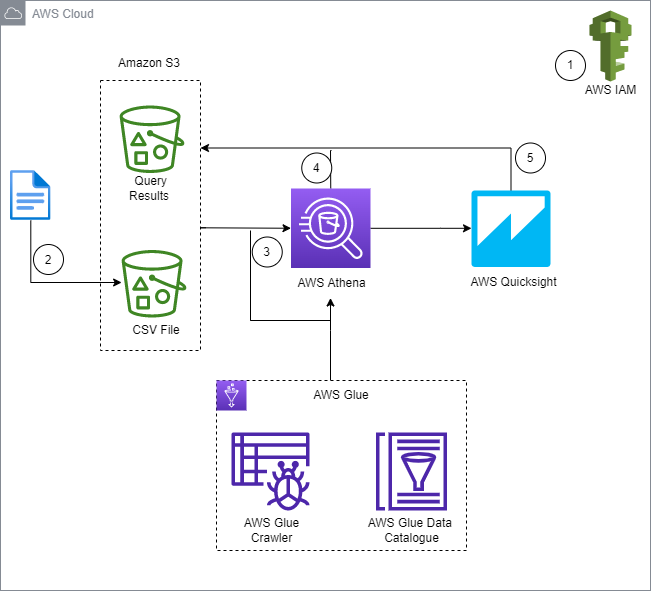 AWS Cloud
1
AWS IAM
Amazon S3
Query
Results
4
5
2
3
AWS Athena
AWS Quicksight
CSV File
AWS Glue
AWS Glue
Crawler
AWS Glue Data
Catalogue